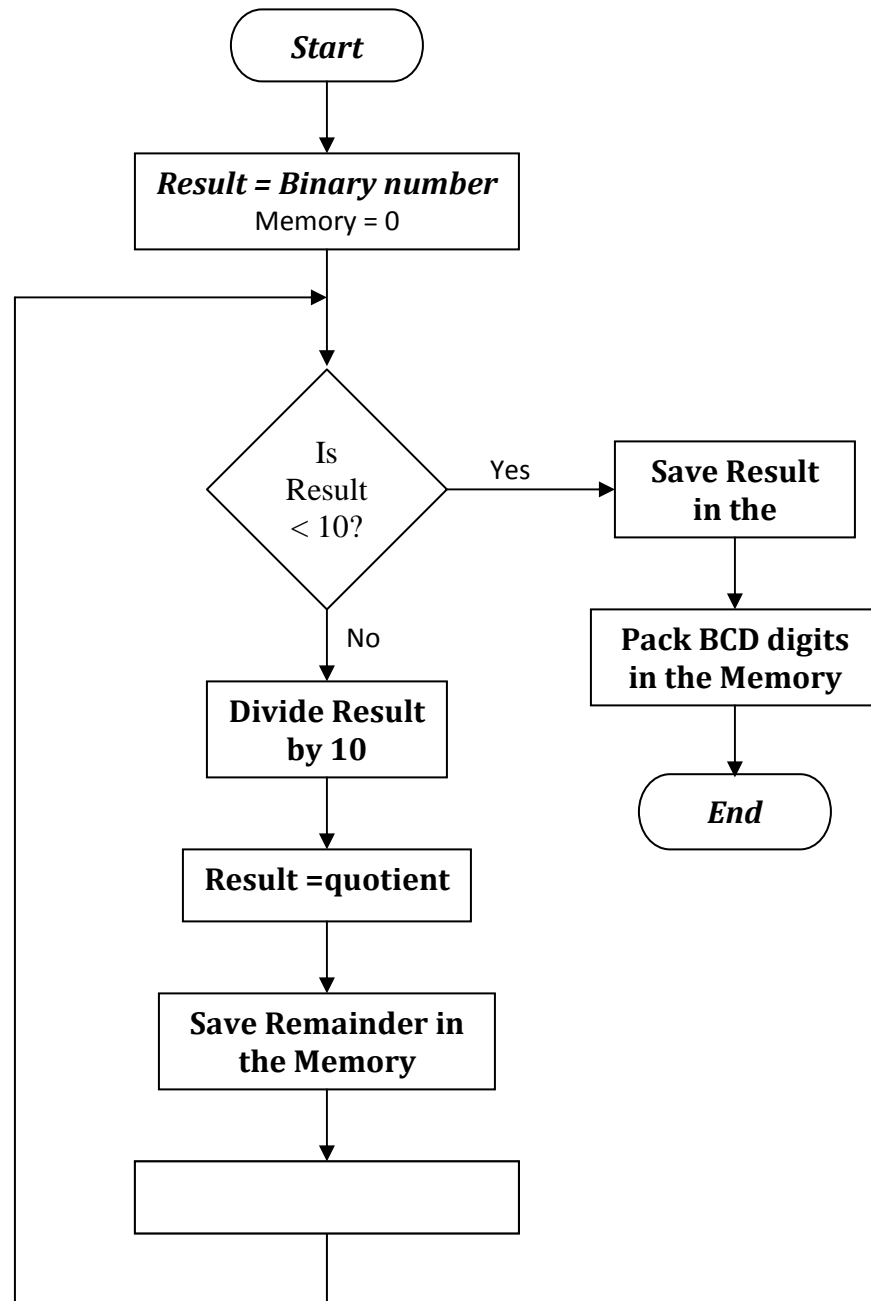 Start
Result = Binary number
Memory = 0
Is
Result
< 10?
Yes
Save Result
in the
Pack BCD digits
in the Memory
End
No
Divide Result
by 10
Result =quotient
Save Remainder in
the Memory